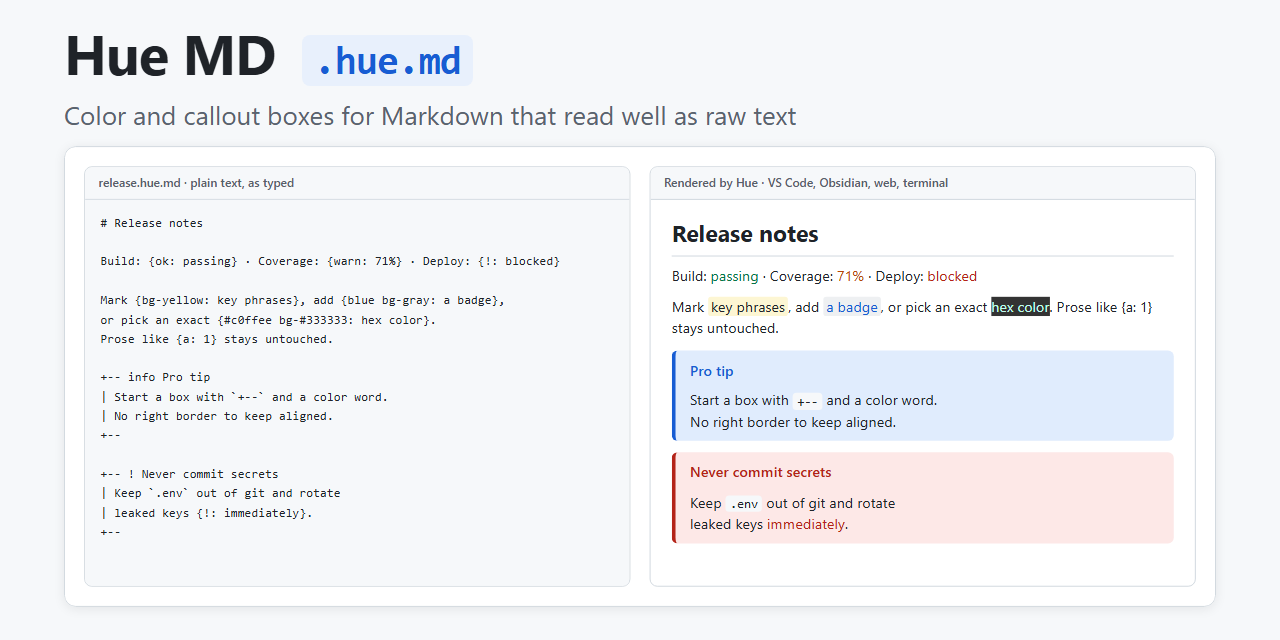 Hue MD .hue.md
Color and callout boxes for Markdown that read well as raw text
release.hue.md · plain text, as typed
# Release notes
Build: {ok: passing} · Coverage: {warn: 71%} · Deploy: {!: blocked}
Mark {bg-yellow: key phrases}, add {blue bg-gray: a badge},
or pick an exact {#c0ffee bg-#333333: hex color}.
Prose like {a: 1} stays untouched.
+-- info Pro tip
| Start a box with `+--` and a color word.
| No right border to keep aligned.
+--
+-- ! Never commit secrets
| Keep `.env` out of git and rotate
| leaked keys {!: immediately}.
+--
Rendered by Hue · VS Code, Obsidian, web, terminal
Release notes
Build: passing · Coverage: 71% · Deploy: blocked
Mark key phrases, add a badge, or pick an exact hex color. Prose like {a: 1}
stays untouched.
Pro tip
Start a box with +-- and a color word.
No right border to keep aligned.
Never commit secrets
Keep .env out of git and rotate
leaked keys immediately.